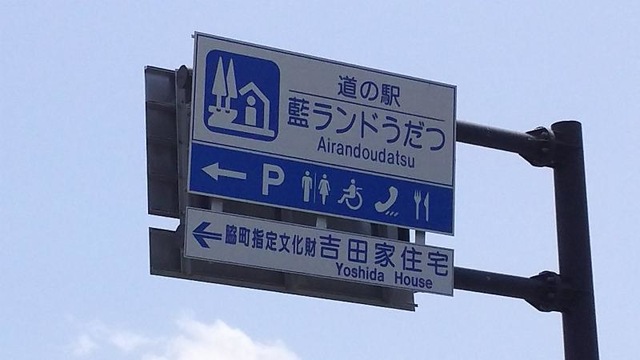 道の駅
藍ランドうだつ
Airandoudatsu
P
脇町指定文化財 吉田家住宅
Yoshida House